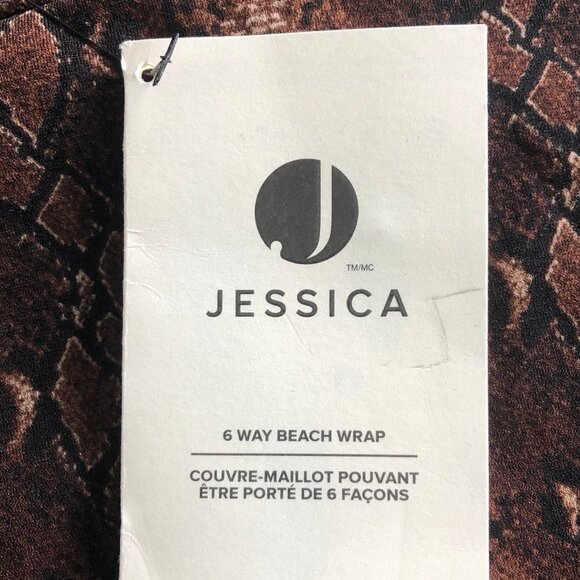 J
TM/MC
JESSICA
6 WAY BEACH WRAP
COUVRE-MAILLOT POUVANT
ÊTRE PORTÉ DE 6 FAÇONS